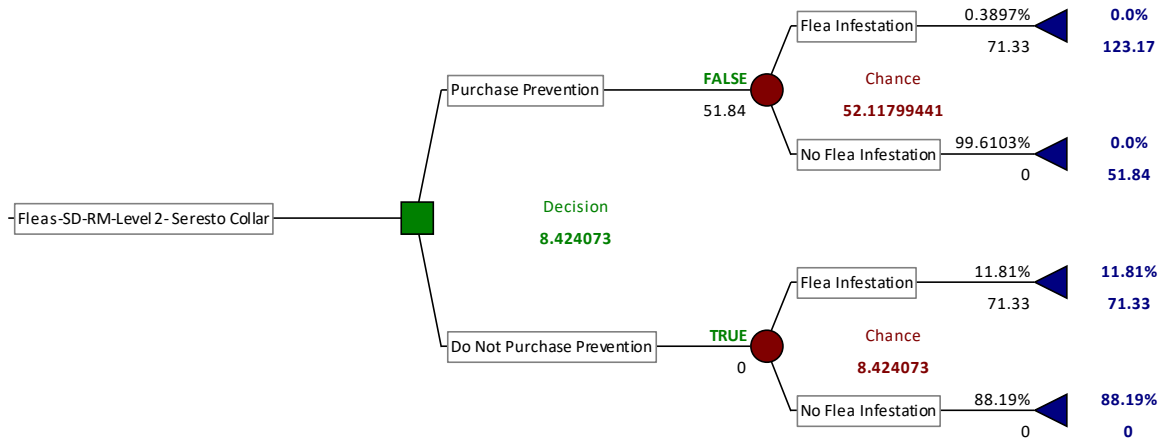 Flea Infestation
0.3897%
0.0%
71.33
123.17
Purchase Prevention
FALSE
Chance
51.84
52.11799441
No Flea Infestation
99.6103%
0.0%
0
51.84
Fleas-SD-RM-Level 2- Seresto Collar
Decision
8.424073
Flea Infestation
11.81%
11.81%
71.33
71.33
Do Not Purchase Prevention
TRUE
Chance
0
8.424073
No Flea Infestation
88.19%
88.19%
0
0